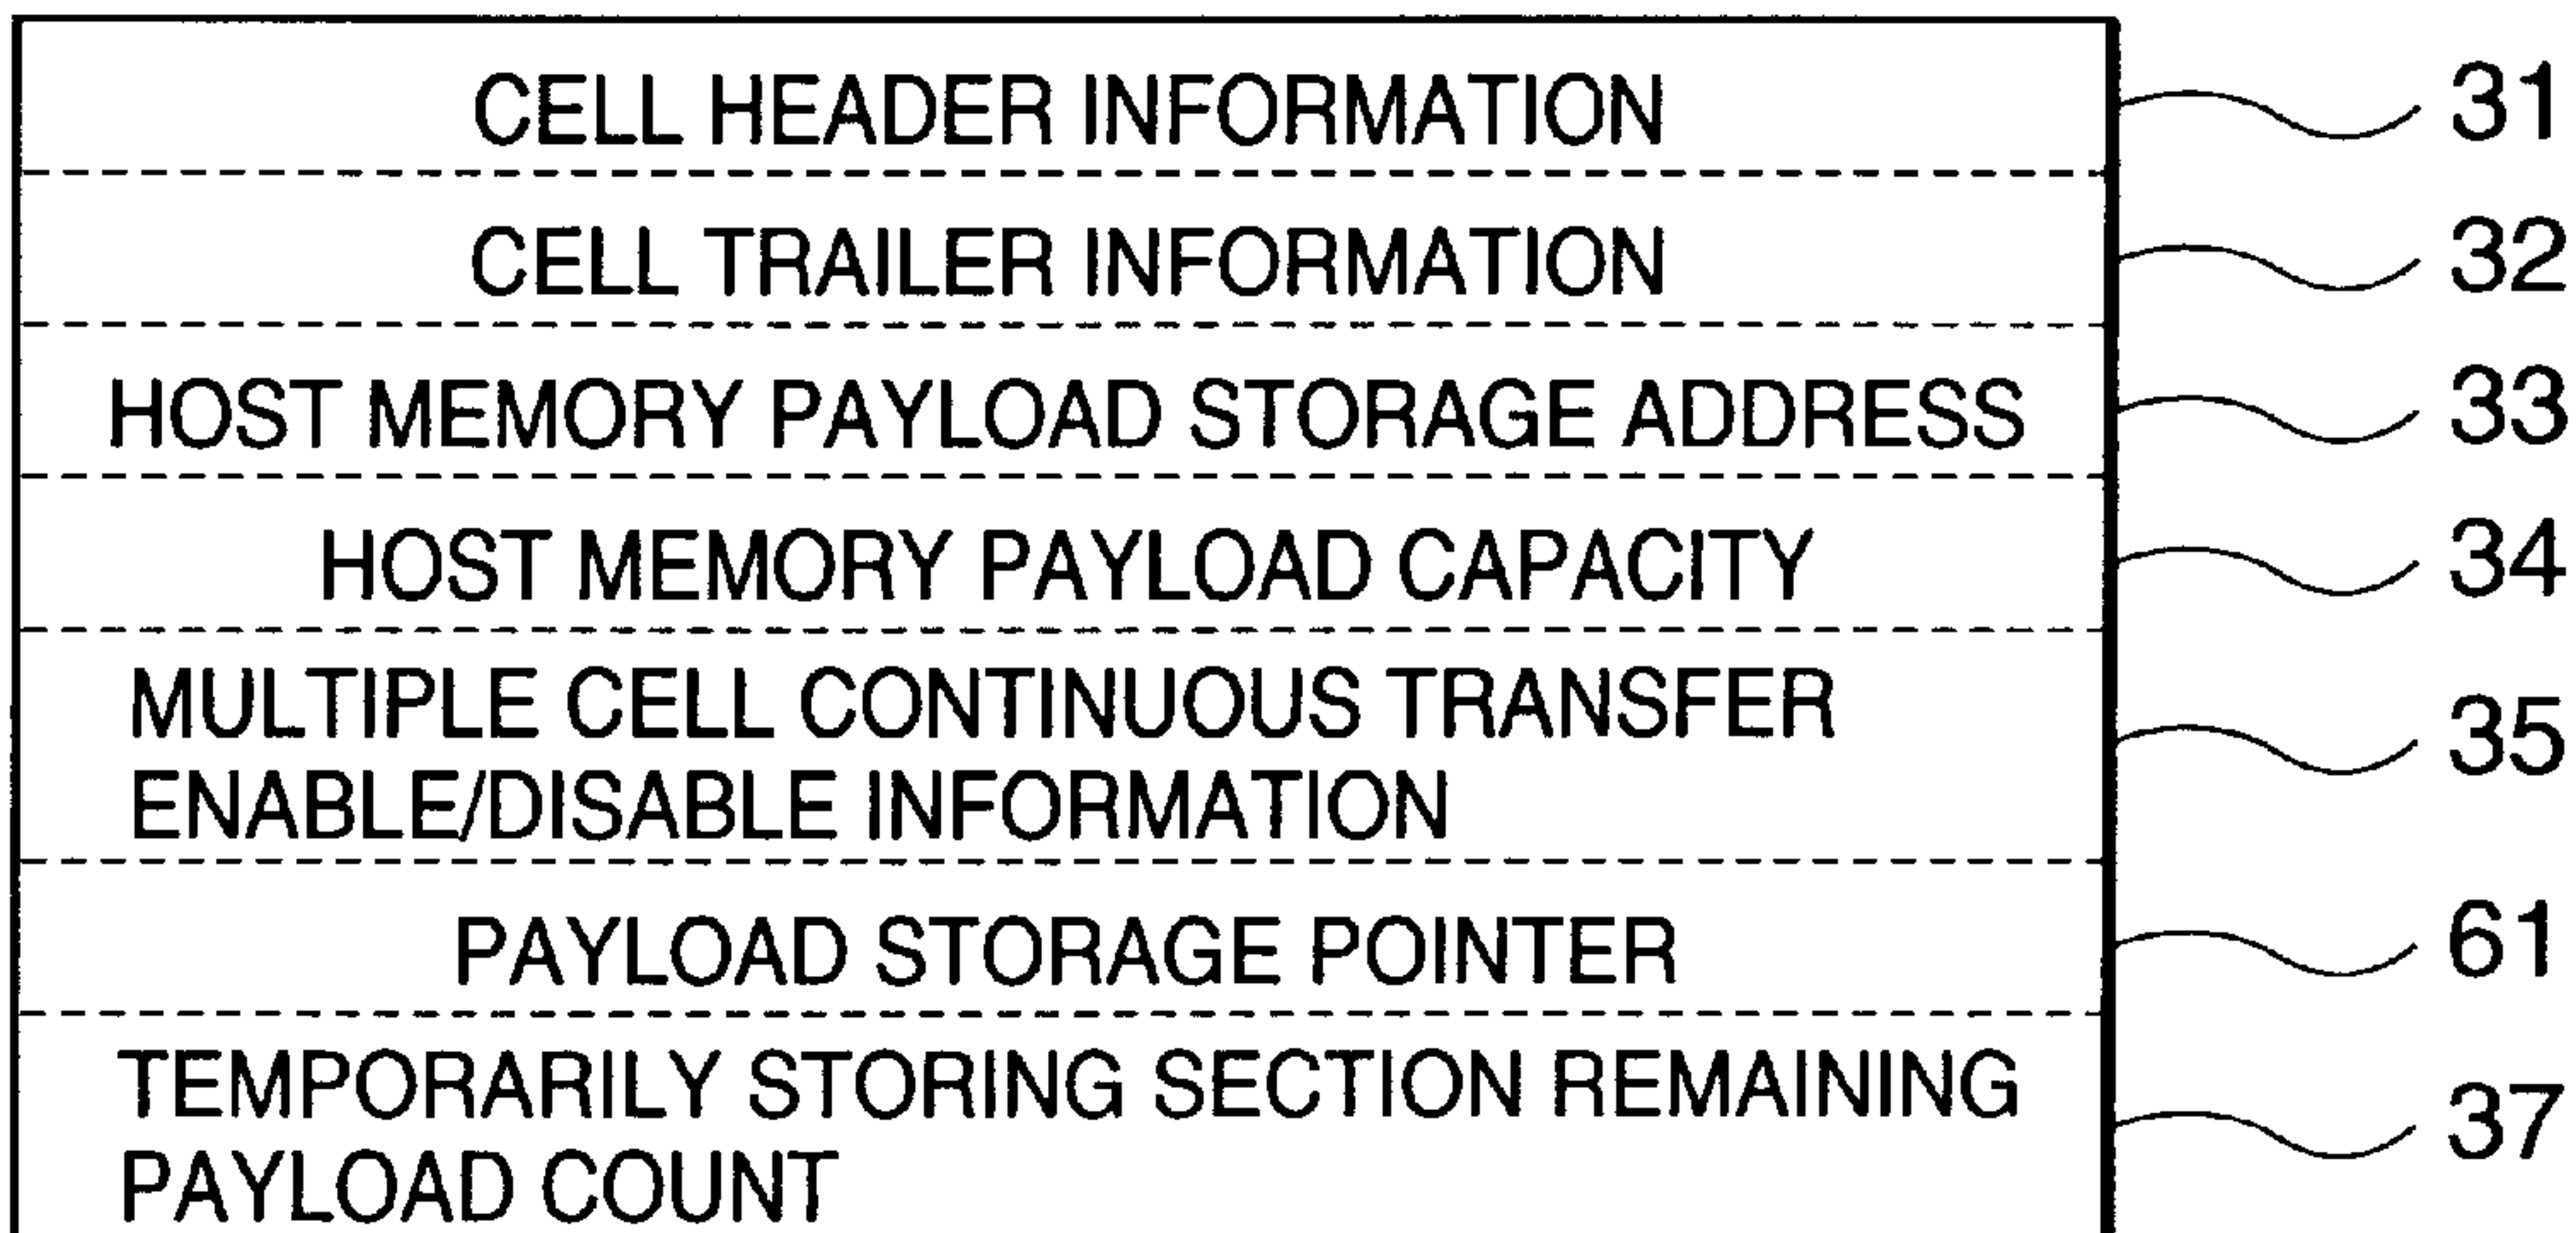 CELL HEADER INFORMATION 31
CELL TRAILER INFORMATION 32
HOST MEMORY PAYLOAD STORAGE ADDRESS 33
HOST MEMORY PAYLOAD CAPACITY 34
MULTIPLE CELL CONTINUOUS TRANSFER
ENABLE/DISABLE INFORMATION 35
PAYLOAD STORAGE POINTER 61
TEMPORARILY STORING SECTION REMAINING
PAYLOAD COUNT 37